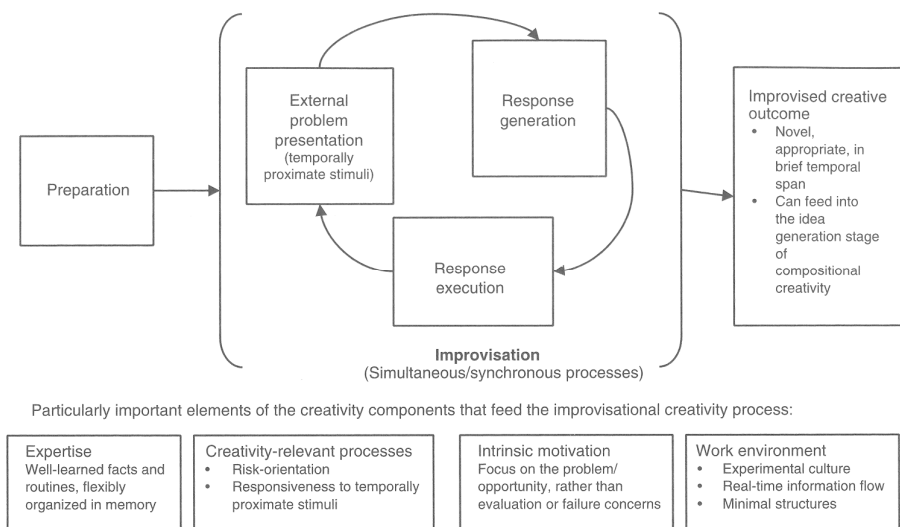 Preparation
External
problem
presentation
(temporally
proximate stimuli)
Response
generation
Response
execution
Improvisation
(Simultaneous/synchronous processes)
Improvised creative
outcome
• Novel,
appropriate, in
brief temporal
span
• Can feed into
the idea
generation stage
of
compositional
creativity
Particularly important elements of the creativity components that feed the improvisational creativity process:
Expertise
Well-learned facts and
routines, flexibly
organized in memory
Creativity-relevant processes
• Risk-orientation
• Responsiveness to temporally
proximate stimuli
Intrinsic motivation
Focus on the problem/
opportunity, rather than
evaluation or failure concerns
Work environment
• Experimental culture
• Real-time information flow
• Minimal structures